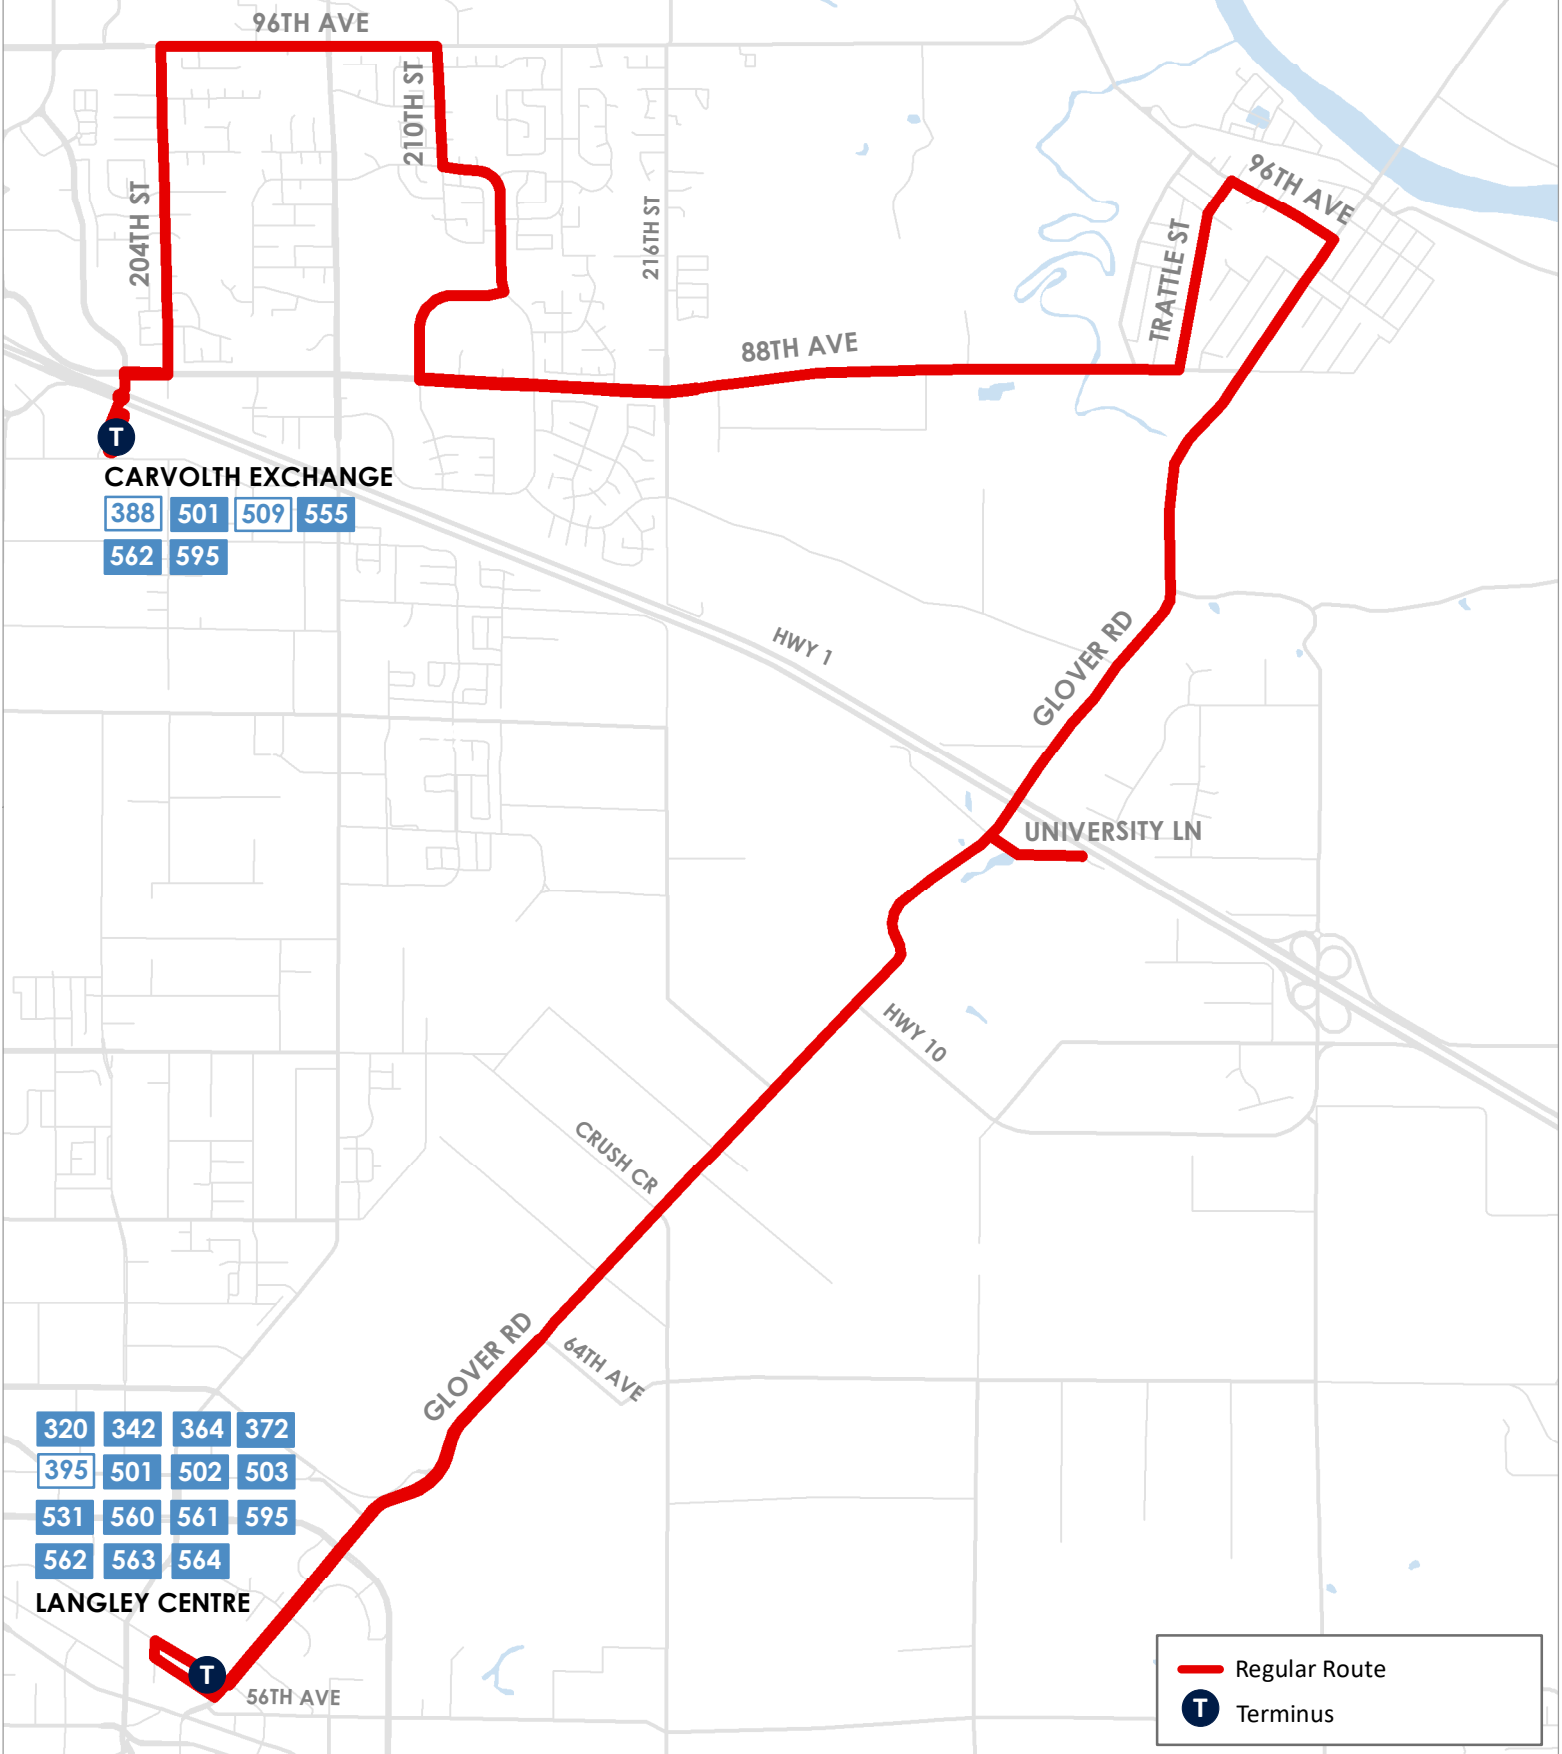 96TH AVE
210TH ST
204TH ST
216TH ST
96TH AVE
TRATTLE ST
88TH AVE
CARVOLTH EXCHANGE
388 501 509 555
562 595
HWY 1
GLOVER RD
UNIVERSITY LN
HWY 10
CRUSH CR
GLOVER RD
64TH AVE
320 342 364 372
395 501 502 503
531 560 561 595
562 563 564
LANGLEY CENTRE
56TH AVE
T
T
Regular Route
T Terminus